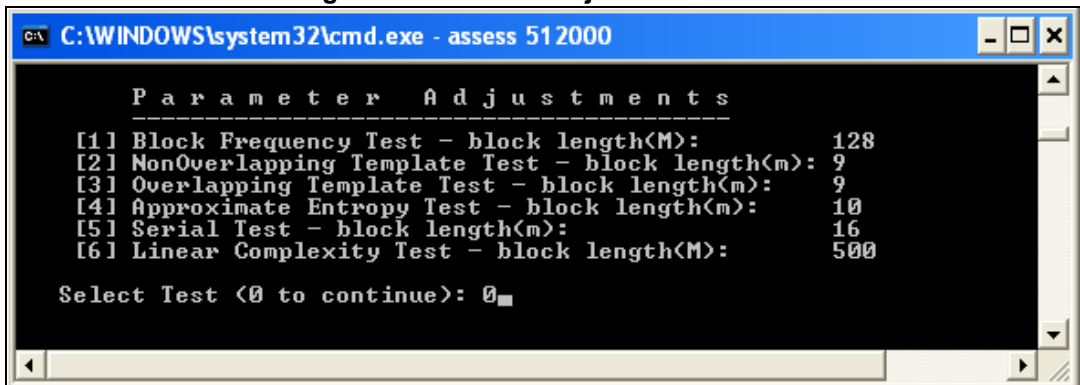 C:\WINDOWS\system32\cmd.exe - assess 512000
P a r a m e t e r   A d j u s t m e n t s
[1] Block Frequency Test - block length(M): 128
[2] NonOverlapping Template Test - block length(m): 9
[3] Overlapping Template Test - block length(m): 9
[4] Approximate Entropy Test - block length(m): 10
[5] Serial Test - block length(m): 16
[6] Linear Complexity Test - block length(M): 500
Select Test (0 to continue): 0